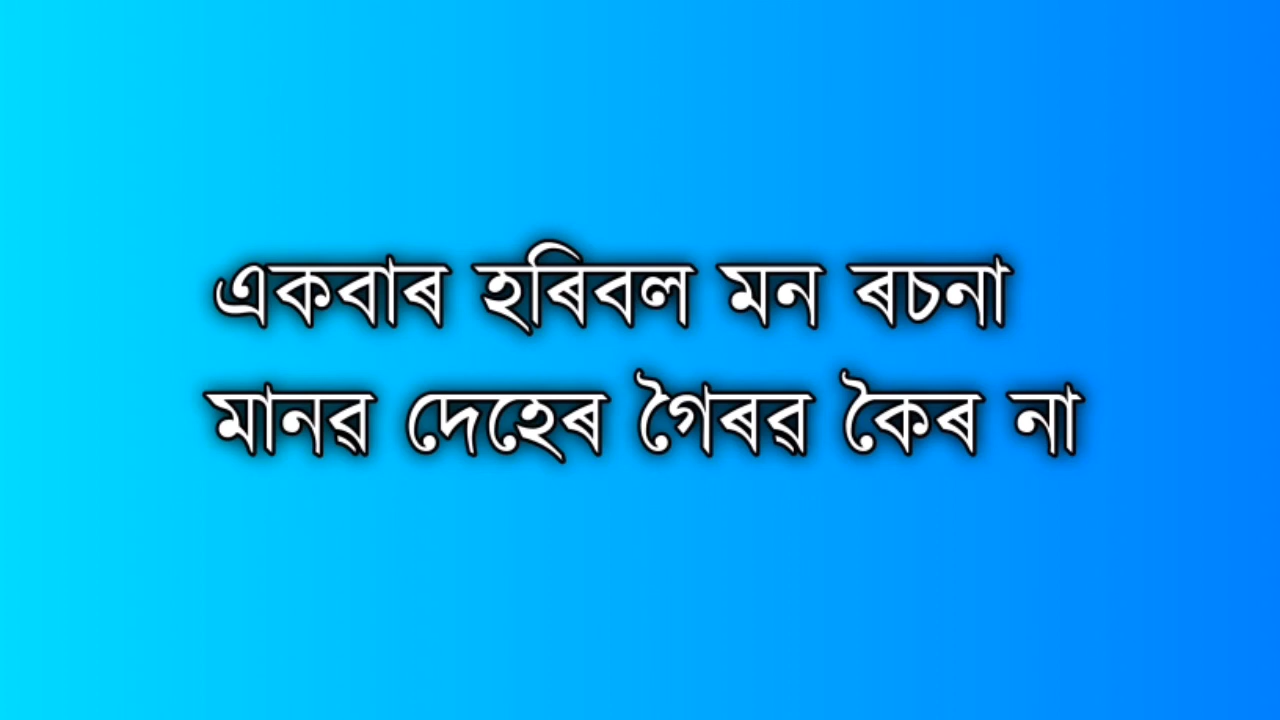 একবাৰ হৰিবল মন ৰচনা
মানৱ দেহেৰ গৈৰৱ কৈৰ না